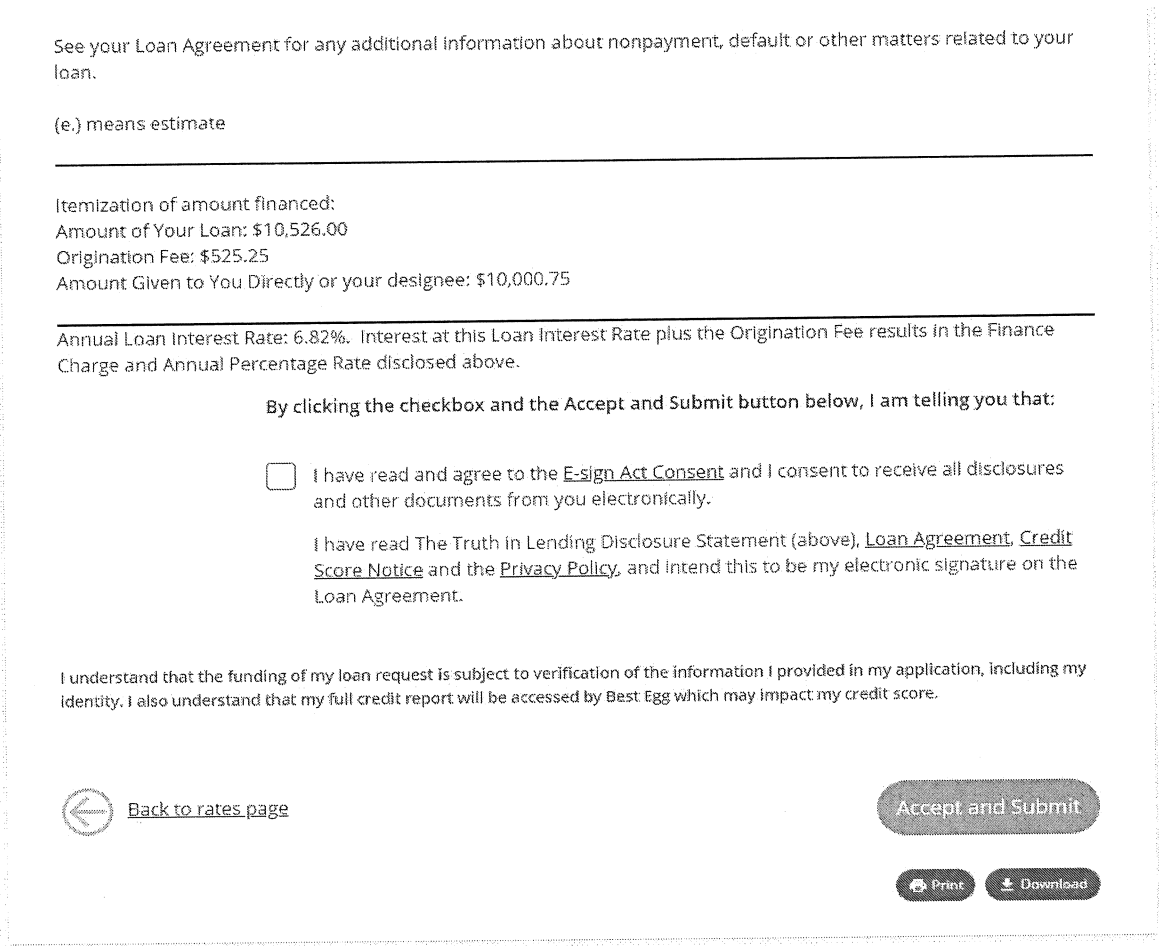 See your Loan Agreement for any additional information about nonpayment, default or other matters related to your
loan.
(e.) means estimate
Itemization of amount financed:
Amount of Your Loan: $10,526.00
Origination Fee: $525.25
Amount Given to You Directly or your designee: $10,000.75
Annual Loan Interest Rate: 6.82%. Interest at this Loan Interest Rate plus the Origination Fee results in the Finance
Charge and Annual Percentage Rate disclosed above.
By clicking the checkbox and the Accept and Submit button below, I am telling you that:
I have read and agree to the E-sign Act Consent and I consent to receive all disclosures
and other documents from you electronically.
I have read The Truth in Lending Disclosure Statement (above), Loan Agreement, Credit
Score Notice and the Privacy Policy, and intend this to be my electronic signature on the
Loan Agreement.
I understand that the funding of my loan request is subject to verification of the information I provided in my application, including my
identity. I also understand that my full credit report will be accessed by Best Egg which may impact my credit score.
Back to rates page
Accept and Submit
Print
Download